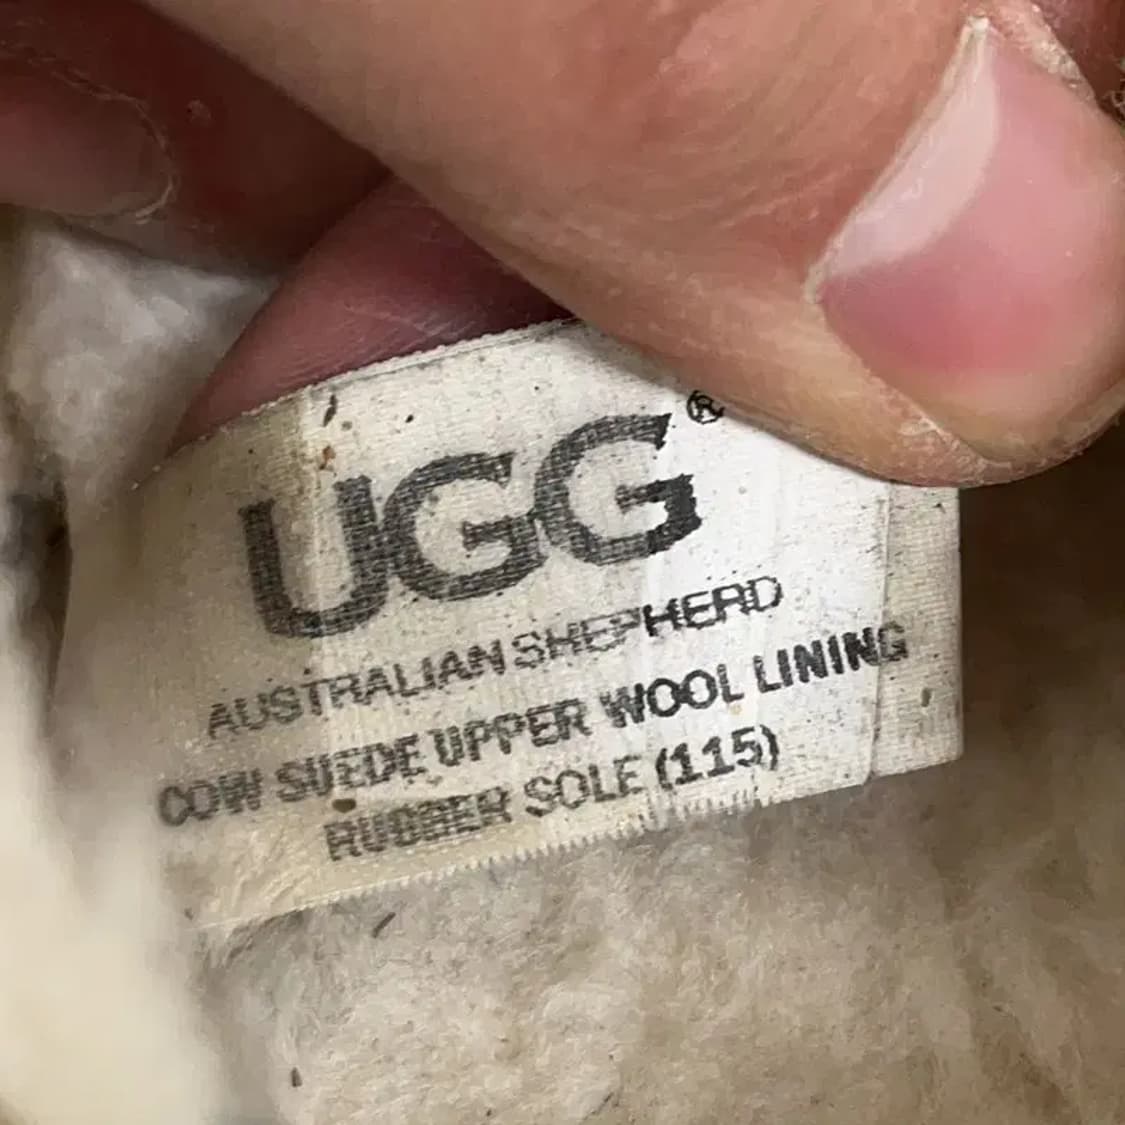 UGG®
AUSTRALIAN SHEPHERD
COW SUEDE UPPER WOOL LINING
RUBBER SOLE (115)